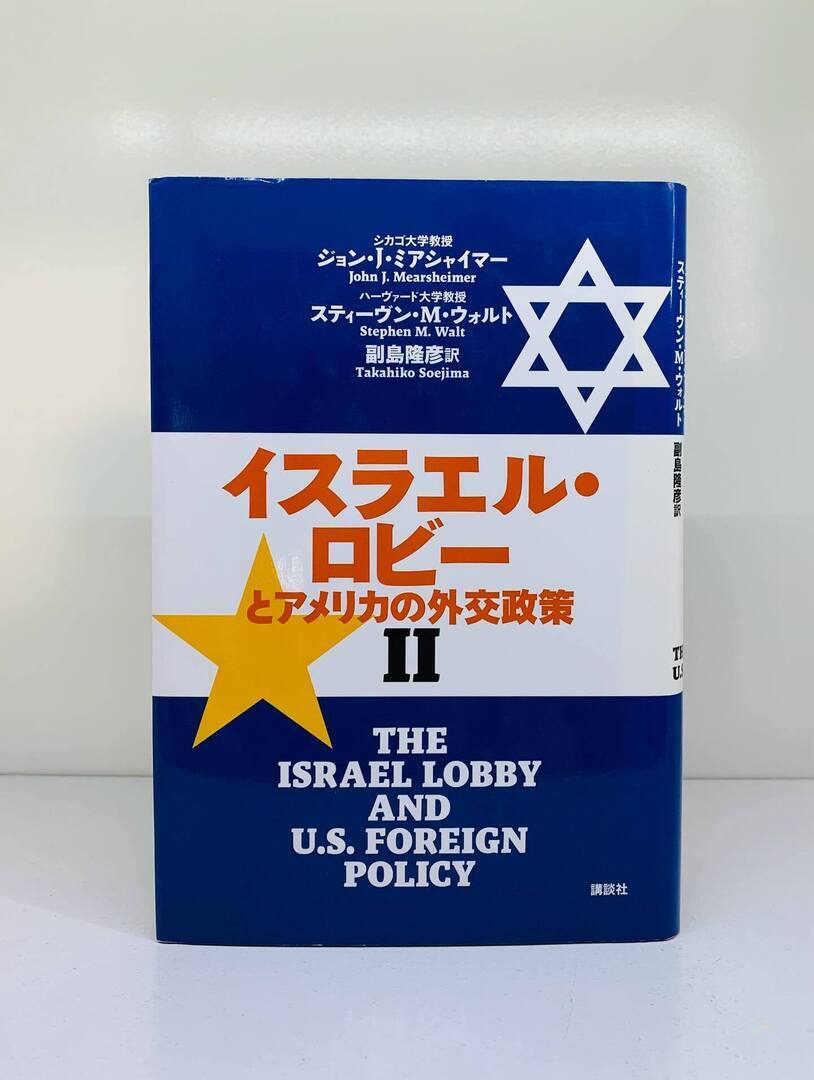 シカゴ大学教授
ジョン・J・ミアシャイマー
John J. Mearsheimer
ハーヴァード大学教授
スティーヴン・M・ウォルト
Stephen M. Walt
副島隆彦訳
Takahiko Soejima
イスラエル・
ロビー
とアメリカの外交政策
II
THE
ISRAEL LOBBY
AND
U.S. FOREIGN
POLICY
講談社
スティーヴン・M・ウォルト
副島隆彦訳
TH
U.S